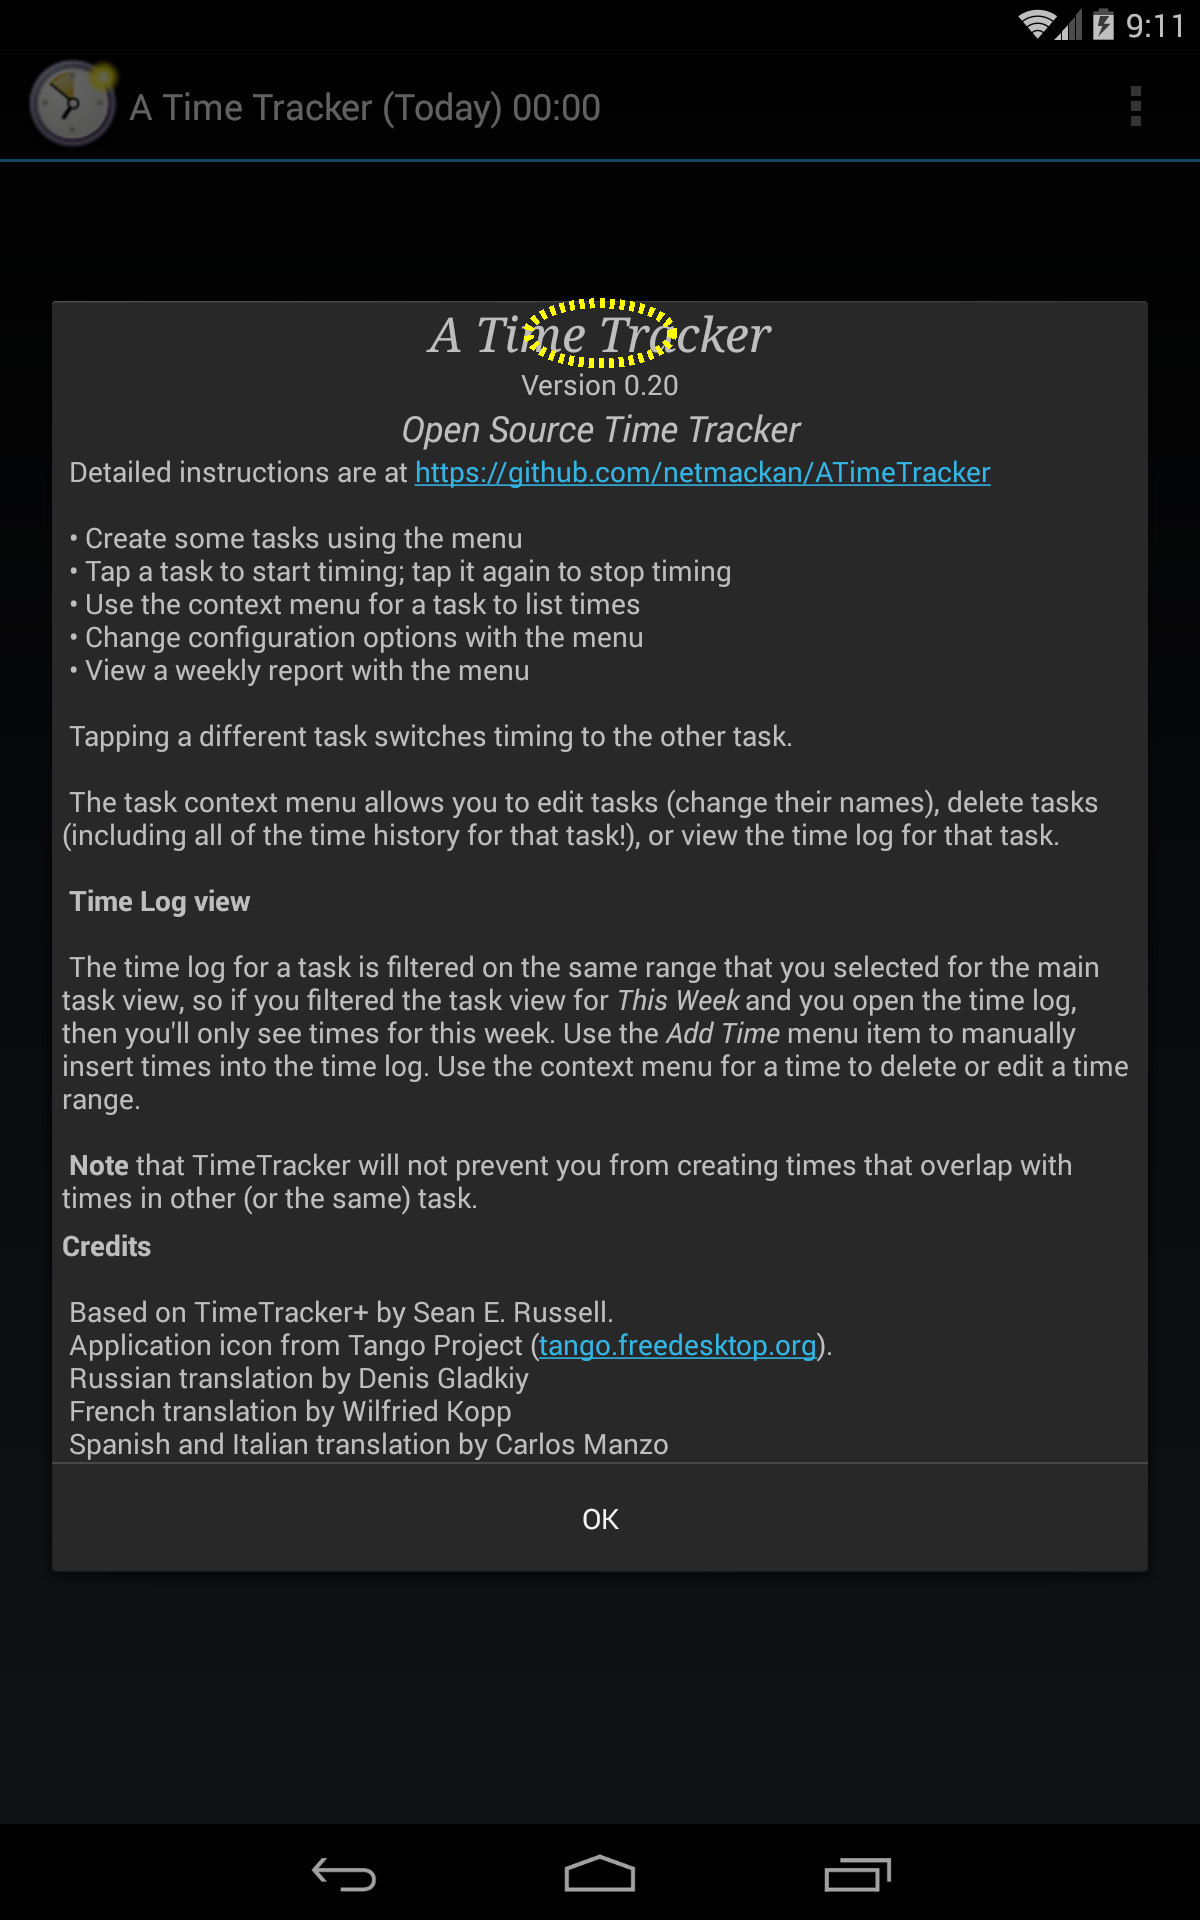 9:11
A Time Tracker (Today) 00:00
A Time Tracker
Version 0.20
Open Source Time Tracker
Detailed instructions are at https://github.com/netmackan/ATimeTracker
• Create some tasks using the menu
• Tap a task to start timing; tap it again to stop timing
• Use the context menu for a task to list times
• Change configuration options with the menu
• View a weekly report with the menu
Tapping a different task switches timing to the other task.
The task context menu allows you to edit tasks (change their names), delete tasks
(including all of the time history for that task!), or view the time log for that task.
Time Log view
The time log for a task is filtered on the same range that you selected for the main
task view, so if you filtered the task view for This Week and you open the time log,
then you'll only see times for this week. Use the Add Time menu item to manually
insert times into the time log. Use the context menu for a time to delete or edit a time
range.
Note that TimeTracker will not prevent you from creating times that overlap with
times in other (or the same) task.
Credits
Based on TimeTracker+ by Sean E. Russell.
Application icon from Tango Project (tango.freedesktop.org).
Russian translation by Denis Gladkiy
French translation by Wilfried Kopp
Spanish and Italian translation by Carlos Manzo
OK